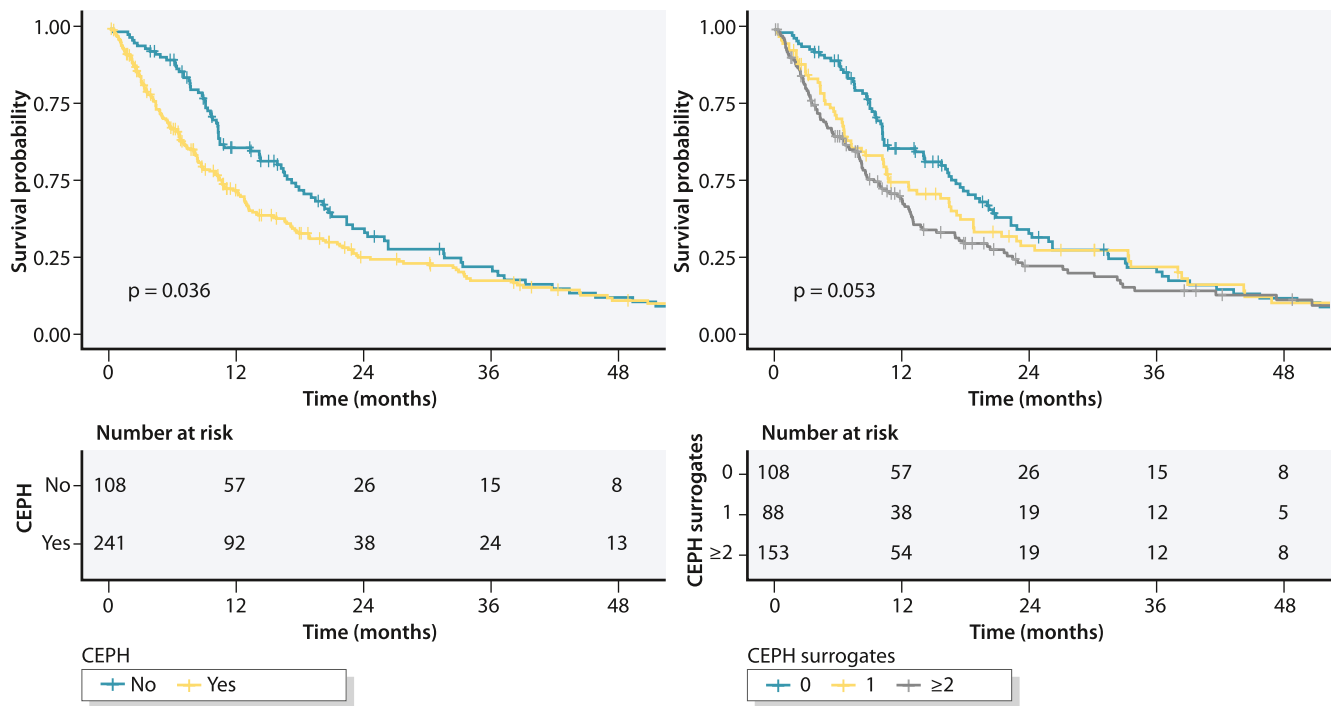 1.00
0.75
0.75
0.25
0.00
Survival probability
p = 0.036
0 12 24 36 48
Time (months)
Number at risk
CEPH
No 108 57 26 15 8
Yes 241 92 38 24 13
0 12 24 36 48
Time (months)
CEPH
No Yes
1.00
0.75
0.75
0.25
0.00
Survival probability
p = 0.053
0 12 24 36 48
Time (months)
Number at risk
CEPH surrogates
0 108 57 26 15 8
1 88 38 19 12 5
≥2 153 54 19 12 8
0 12 24 36 48
Time (months)
CEPH surrogates
0 1 ≥2